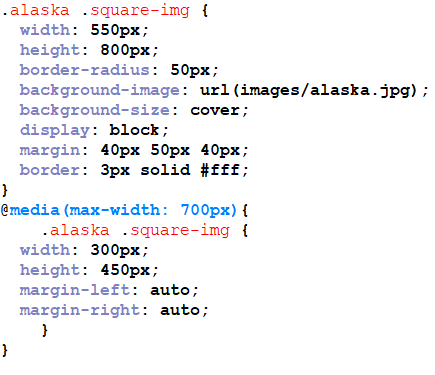 .alaska .square-img {
  width: 550px;
  height: 800px;
  border-radius: 50px;
  background-image: url(images/alaska.jpg);
  background-size: cover;
  display: block;
  margin: 40px 50px 40px;
  border: 3px solid #fff;
}
@media(max-width: 700px){
    .alaska .square-img {
  width: 300px;
  height: 450px;
  margin-left: auto;
  margin-right: auto;
    }
}